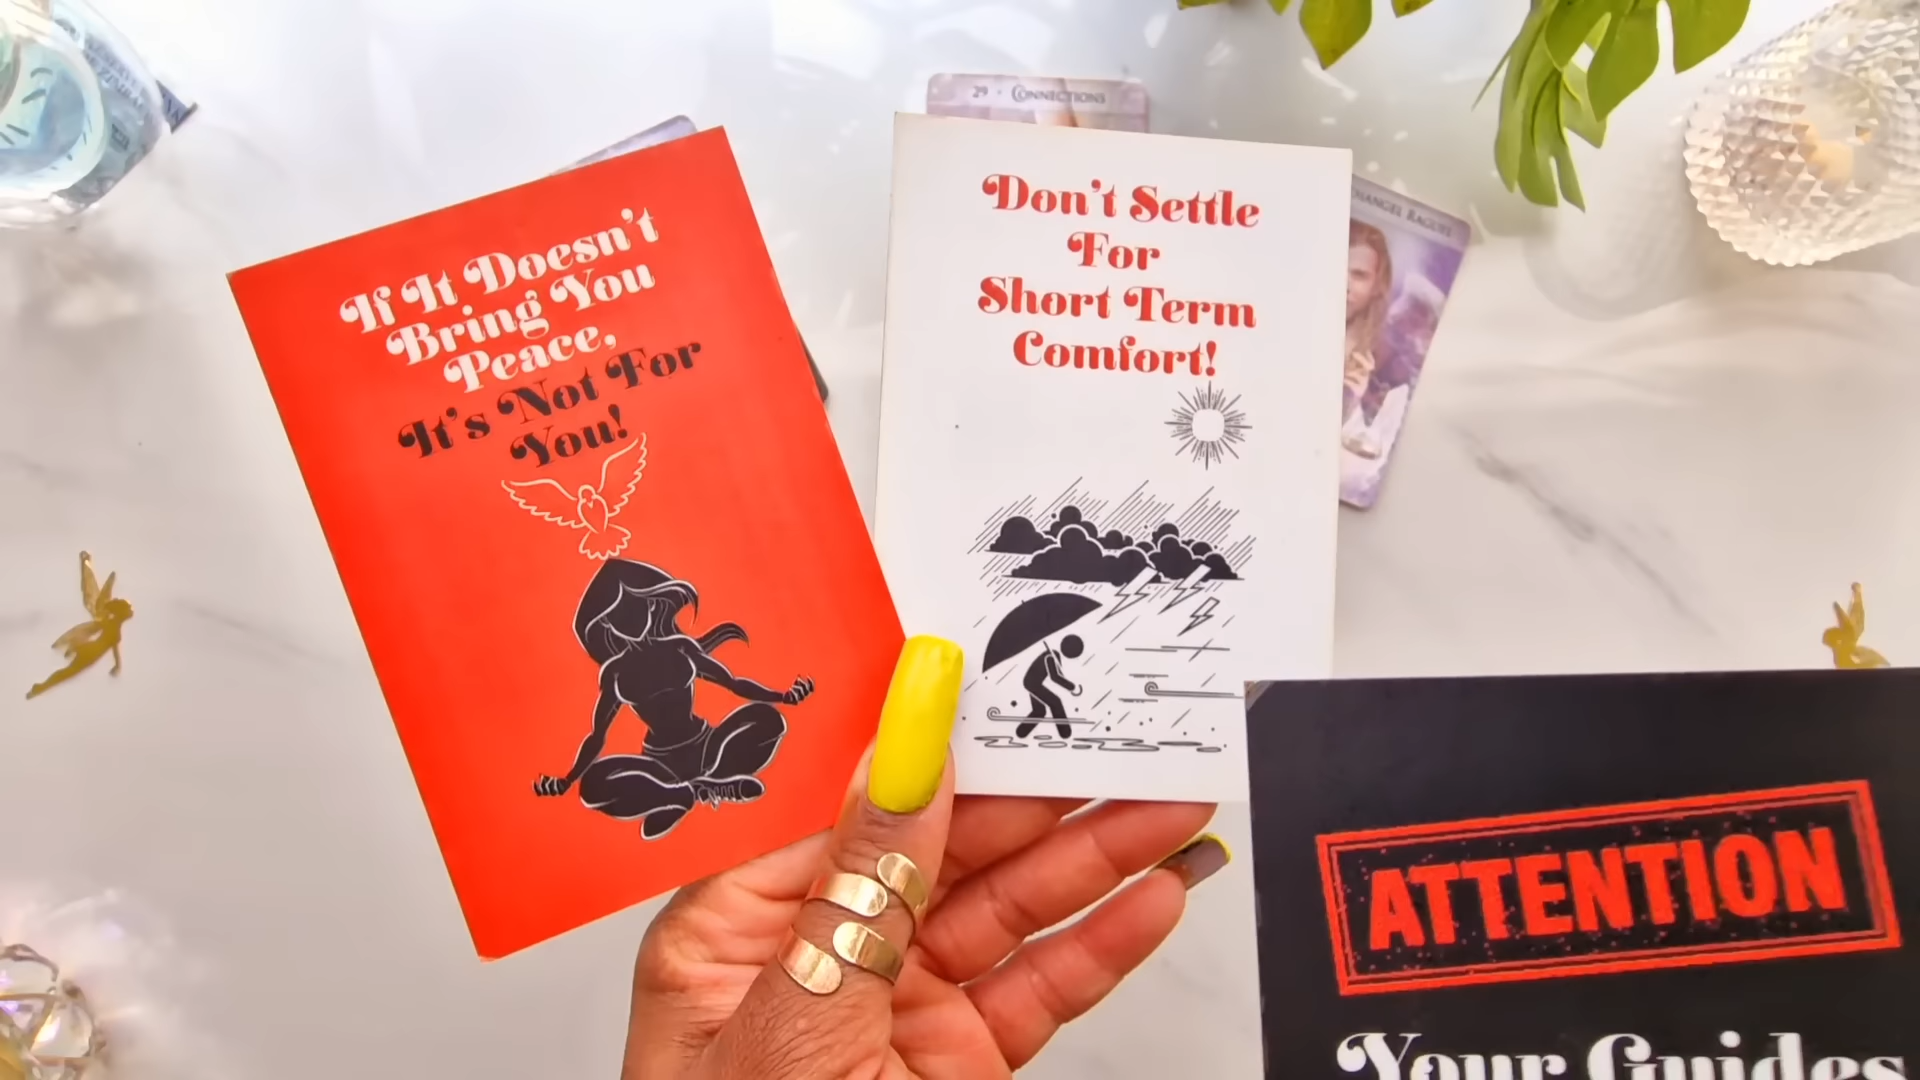 29 · Connections
If It Doesn't
Bring You
Peace,
It's Not For
You!
Don't Settle
For
Short Term
Comfort!
ATTENTION
Your Guides